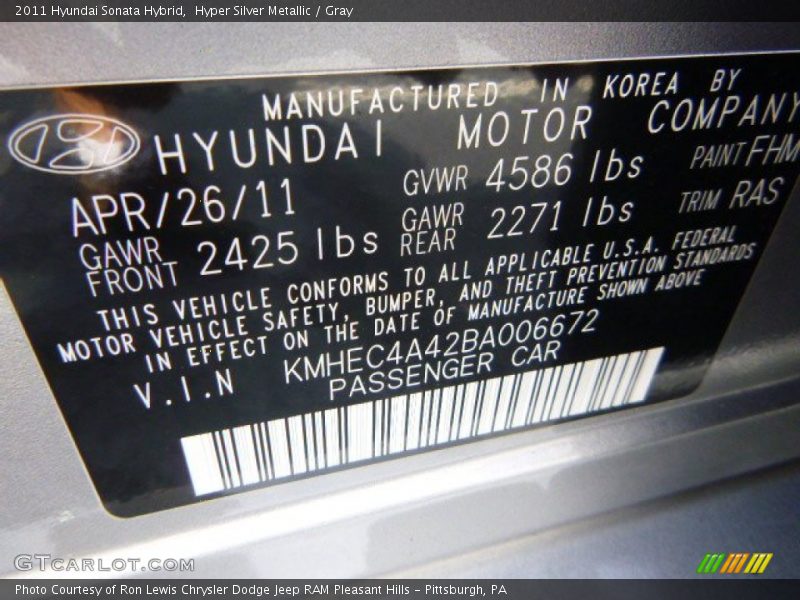 2011 Hyundai Sonata Hybrid,  Hyper Silver Metallic / Gray
MANUFACTURED IN KOREA BY
HYUNDAI MOTOR COMPANY
APR/26/11 GVWR 4586 lbs PAINT FHM
GAWR FRONT 2425 lbs GAWR REAR 2271 lbs TRIM RAS
THIS VEHICLE CONFORMS TO ALL APPLICABLE U.S.A. FEDERAL
MOTOR VEHICLE SAFETY, BUMPER, AND THEFT PREVENTION STANDARDS
IN EFFECT ON THE DATE OF MANUFACTURE SHOWN ABOVE
V.I.N KMHEC4A42BA006672
PASSENGER CAR
GTCARLOT.COM
Photo Courtesy of Ron Lewis Chrysler Dodge Jeep RAM Pleasant Hills – Pittsburgh, PA